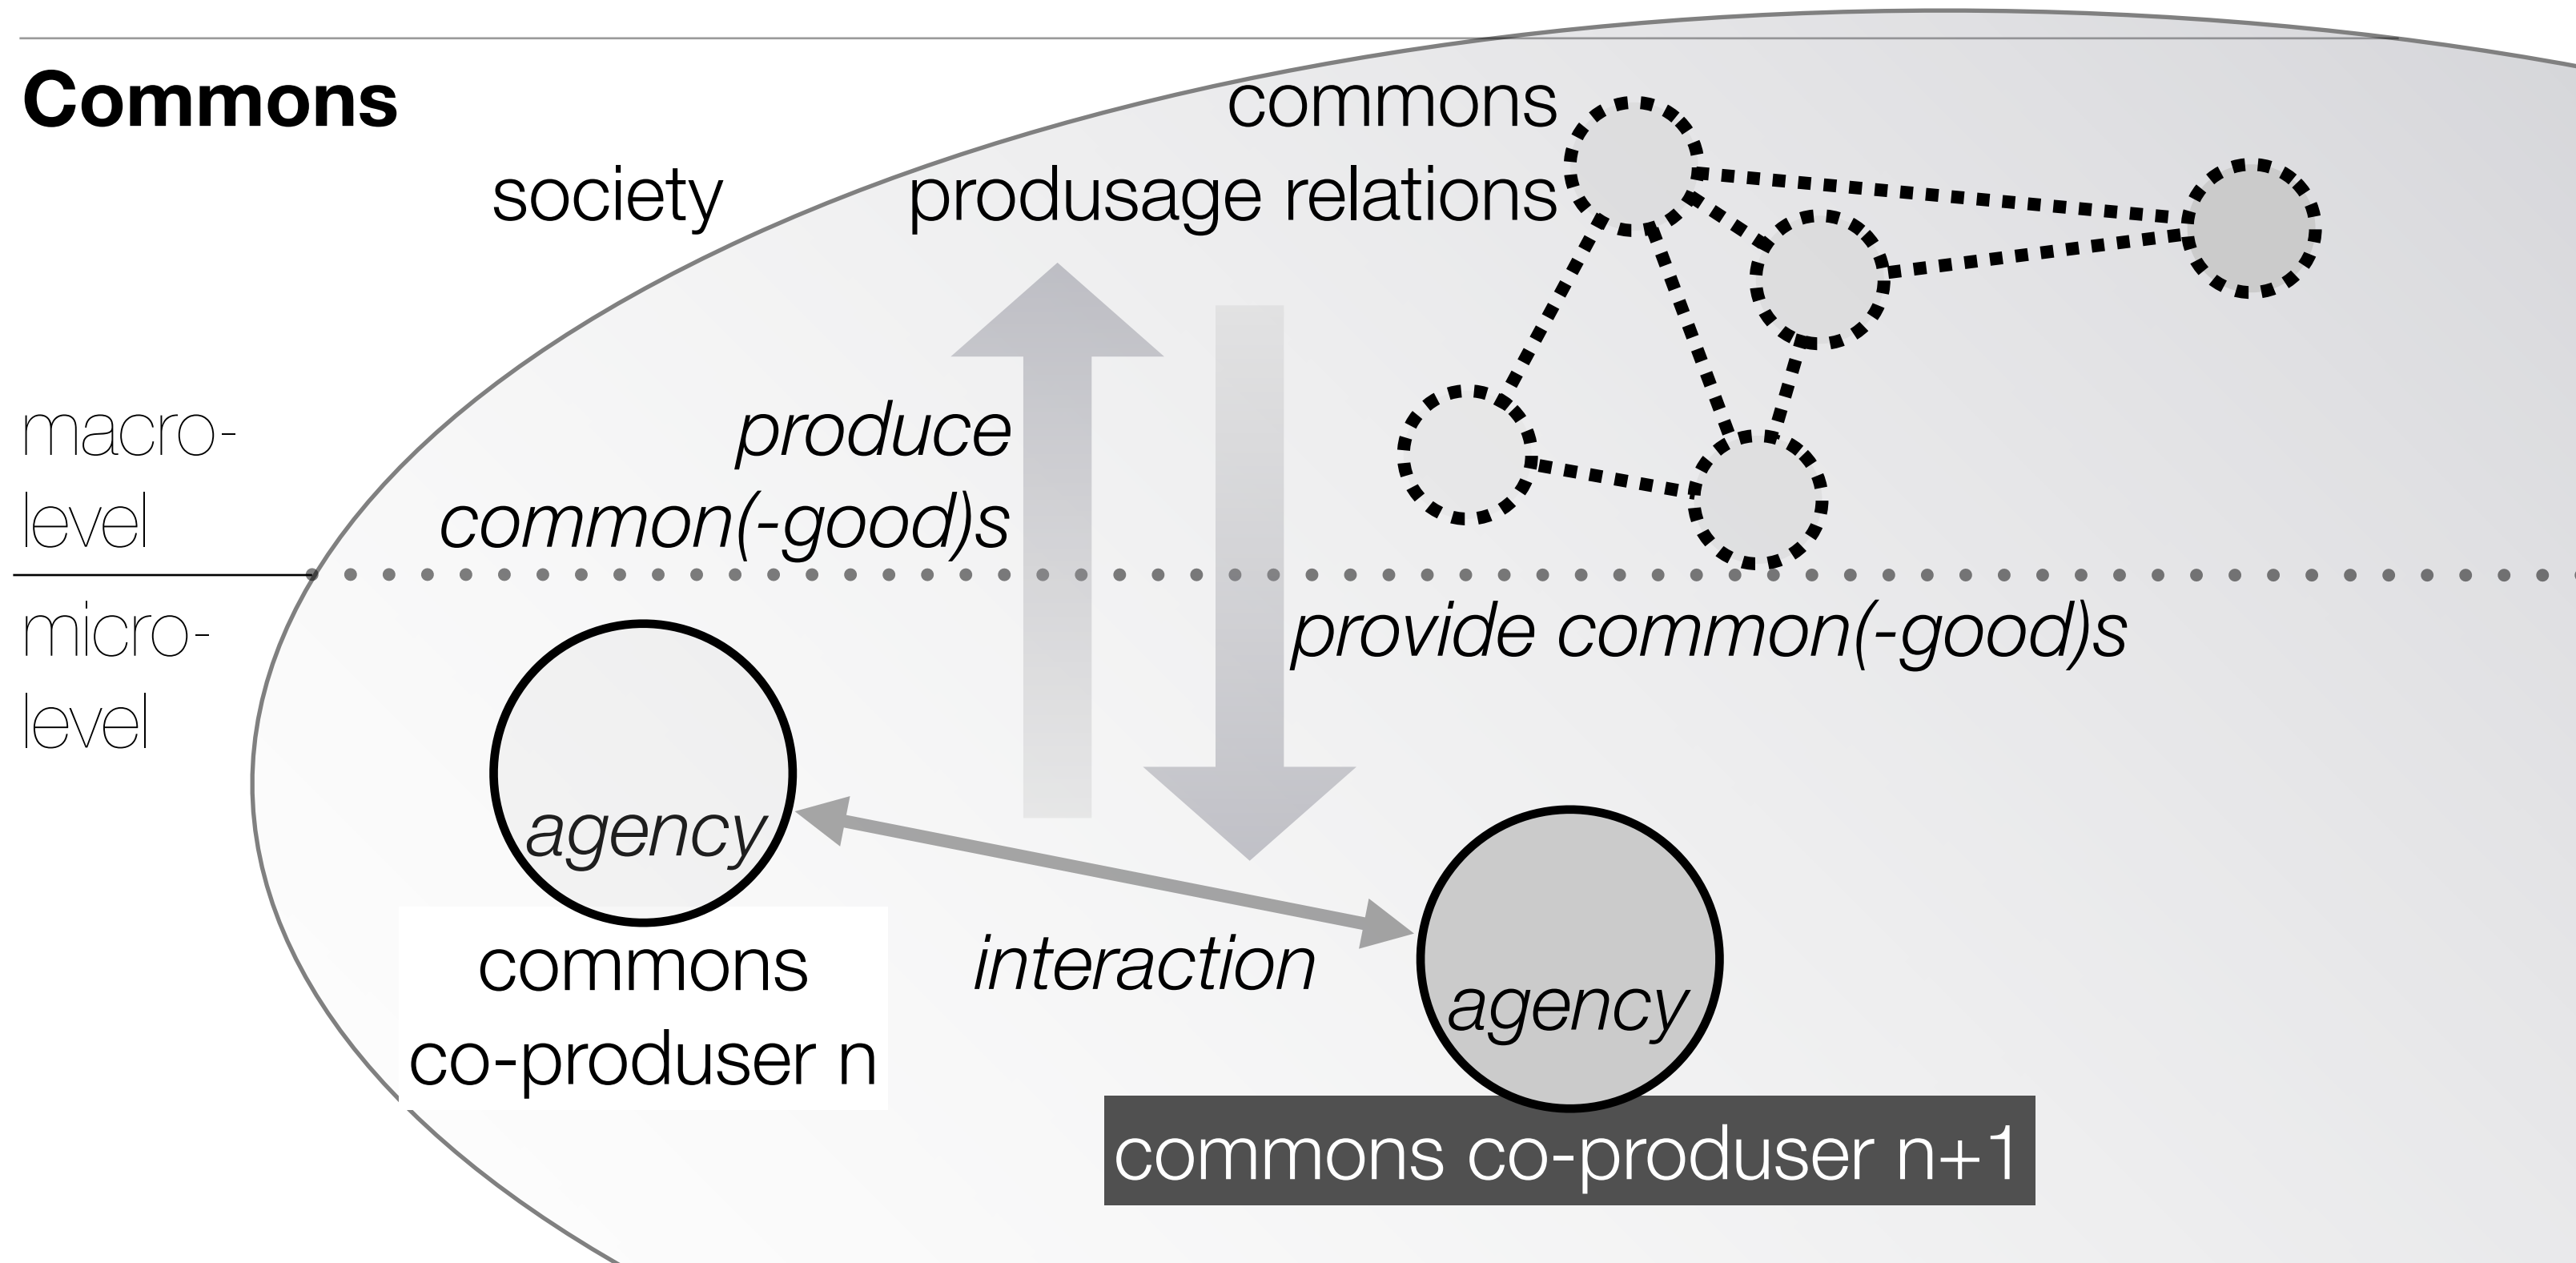 Commons
commons
society
produsage relations
macro-
level
produce
common(-good)s
micro-
level
provide common(-good)s
agency
commons
co-produser n
interaction
agency
commons co-produser n+1